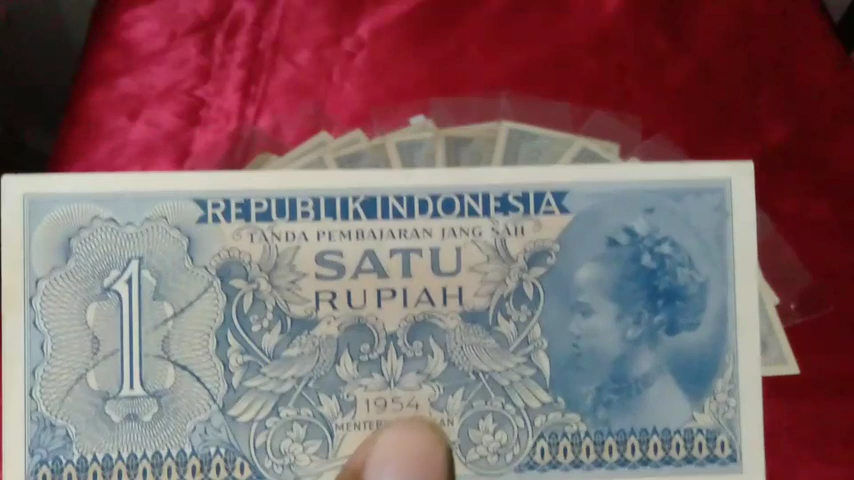 REPUBLIK INDONESIA
TANDA PEMBAJARAN JANG SAH
SATU
RUPIAH
1
1954